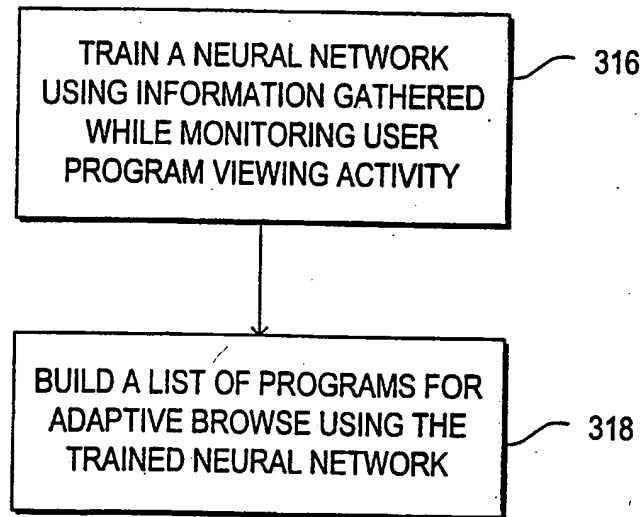 TRAIN A NEURAL NETWORK
USING INFORMATION GATHERED
WHILE MONITORING USER
PROGRAM VIEWING ACTIVITY
316
BUILD A LIST OF PROGRAMS FOR
ADAPTIVE BROWSE USING THE
TRAINED NEURAL NETWORK
318